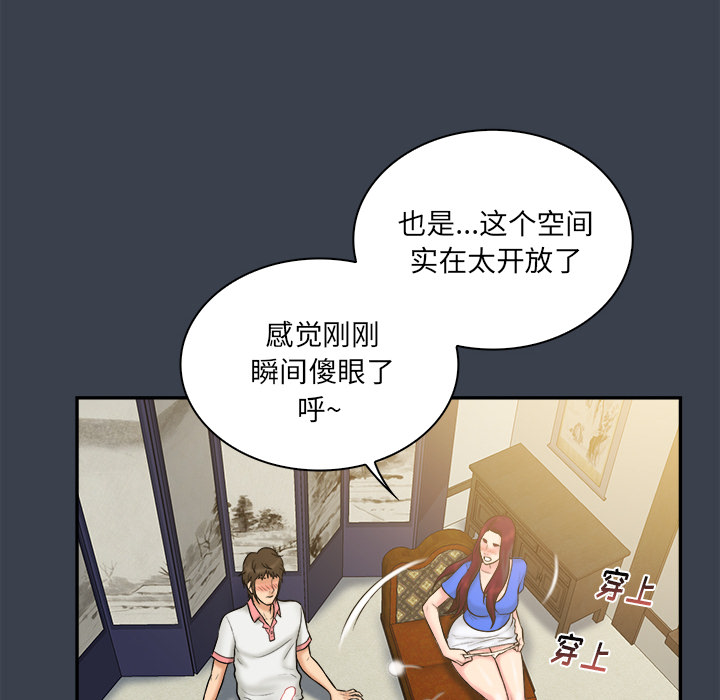 也是...这个空间
实在太开放了
感觉刚刚
瞬间傻眼了
呼~
穿上
穿上